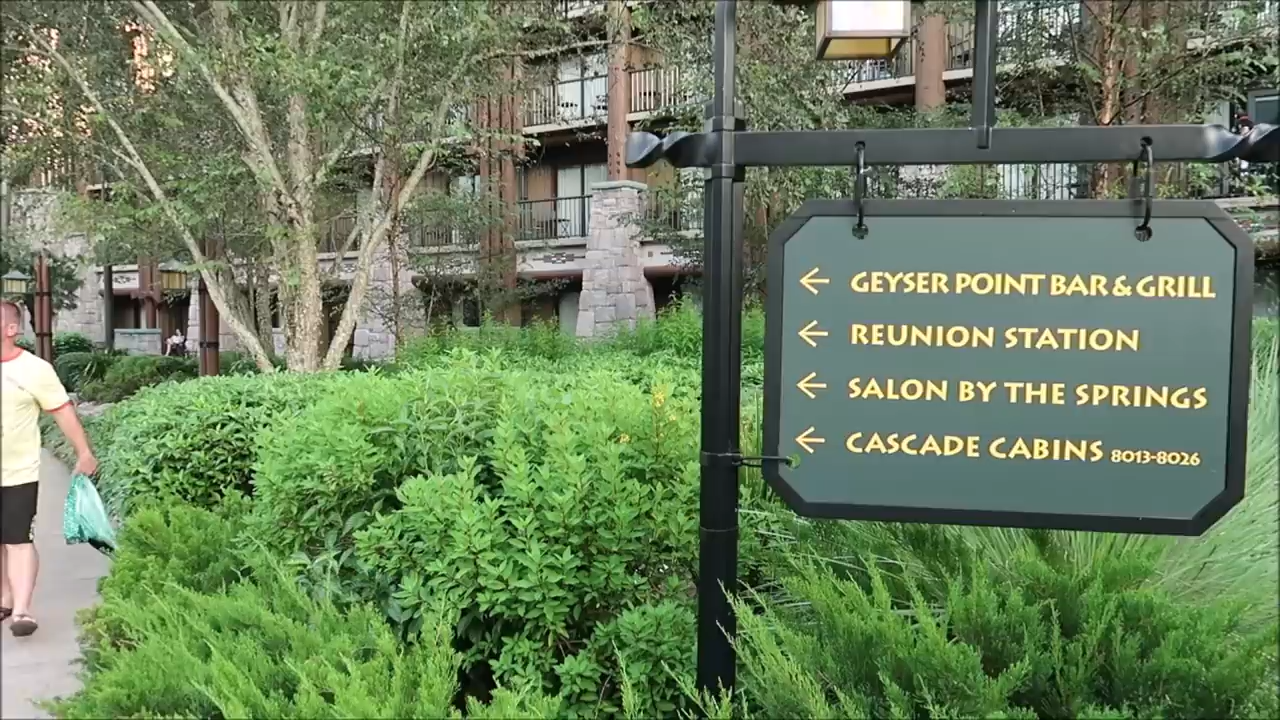 ← GEYSER POINT BAR & GRILL
← REUNION STATION
← SALON BY THE SPRINGS
← CASCADE CABINS 8013-8026